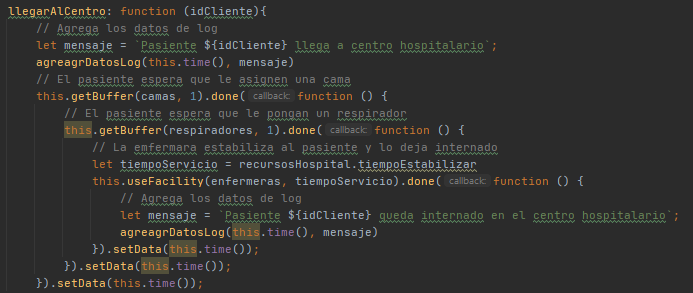 llegarAlCentro: function (idCliente){
// Agrega los datos de log
let mensaje = `Pasiente ${idCliente} llega a centro hospitalario`;
agreagrDatosLog(this.time(), mensaje)
// El pasiente espera que le asignen una cama
this.getBuffer(camas, 1).done( callback: function () {
// El pasiente espera que le pongan un respirador
this.getBuffer(respiradores, 1).done( callback: function () {
// La emfermara estabiliza al pasiente y lo deja internado
let tiempoServicio = recursosHospital.tiempoEstabilizar
this.useFacility(enfermeras, tiempoServicio).done( callback: function () {
// Agrega los datos de log
let mensaje = `Pasiente ${idCliente} queda internado en el centro hospitalario`;
agreagrDatosLog(this.time(), mensaje)
}).setData(this.time());
}).setData(this.time());
}).setData(this.time());